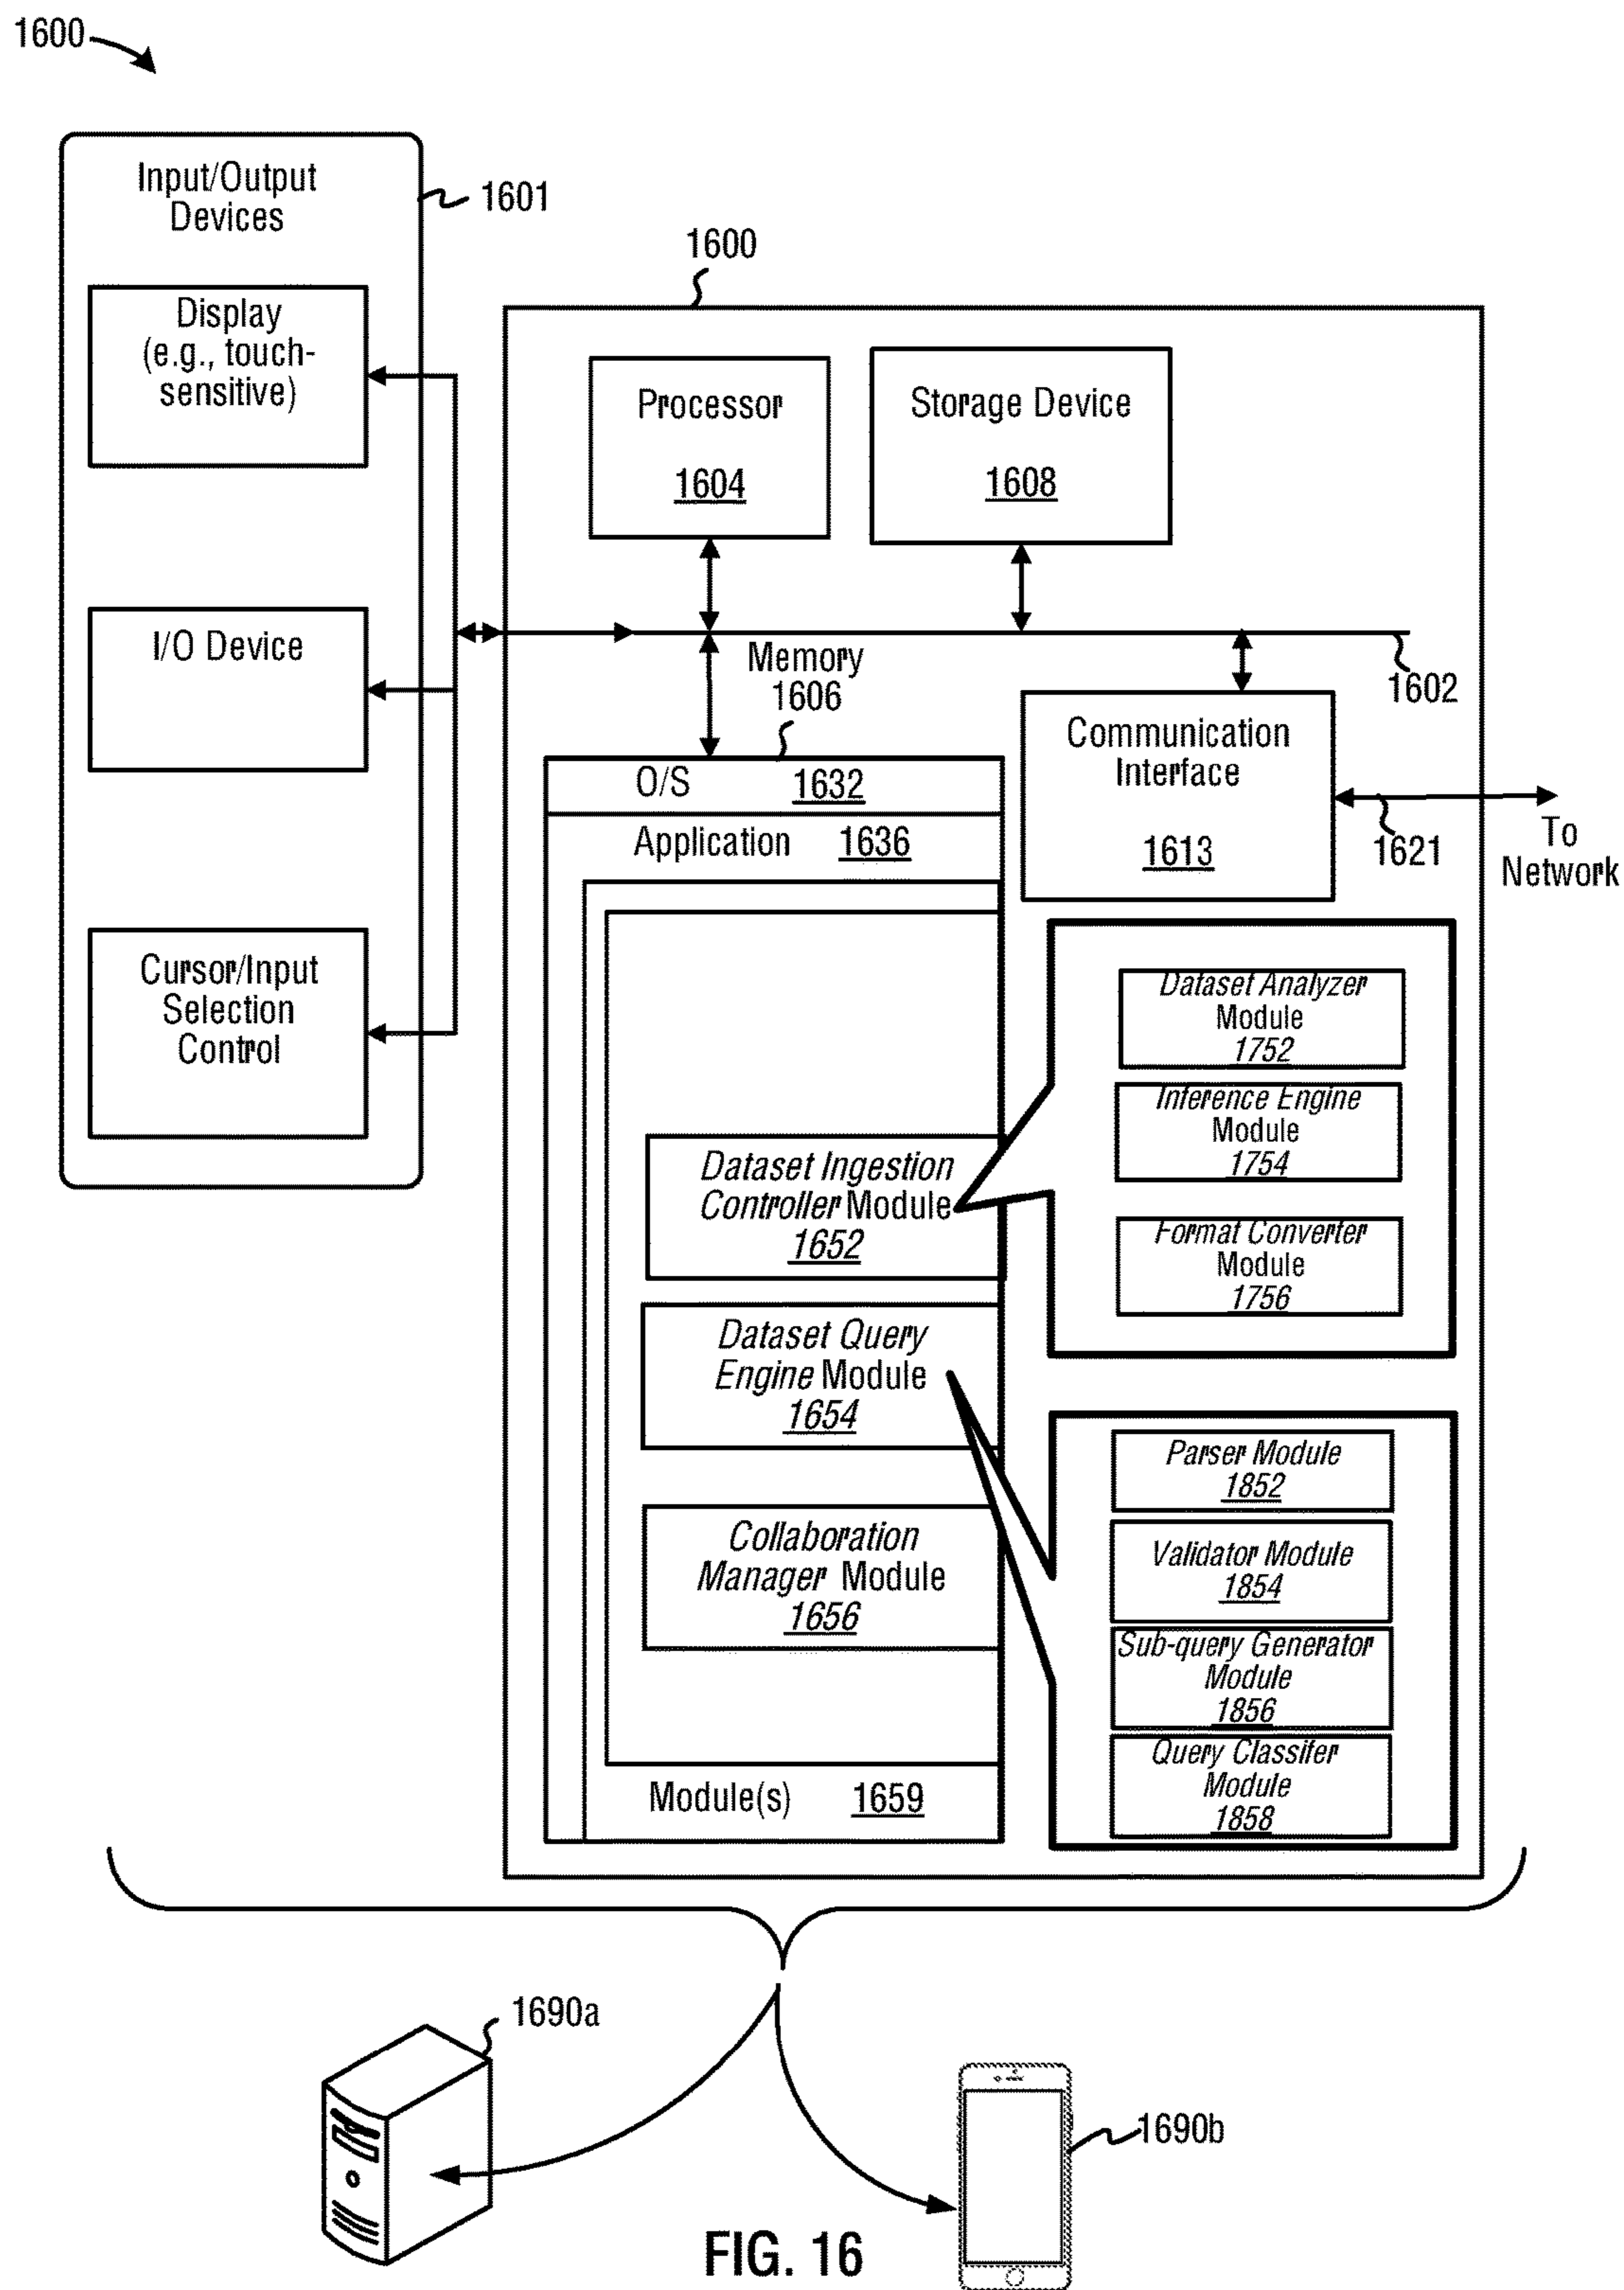 1600
Input/Output
Devices
1601
Display
(e.g., touch-
sensitive)
I/O Device
Cursor/Input
Selection
Control
1600
Processor
1604
Storage Device
1608
Memory
1606
1602
Communication
Interface
1613
1621
To
Network
O/S 1632
Application 1636
Dataset Ingestion
Controller Module
1652
Dataset Query
Engine Module
1654
Collaboration
Manager Module
1656
Module(s) 1659
Dataset Analyzer
Module
1752
Inference Engine
Module
1754
Format Converter
Module
1756
Parser Module
1852
Validator Module
1854
Sub-query Generator
Module
1856
Query Classifer
Module
1858
1690a
1690b
FIG. 16